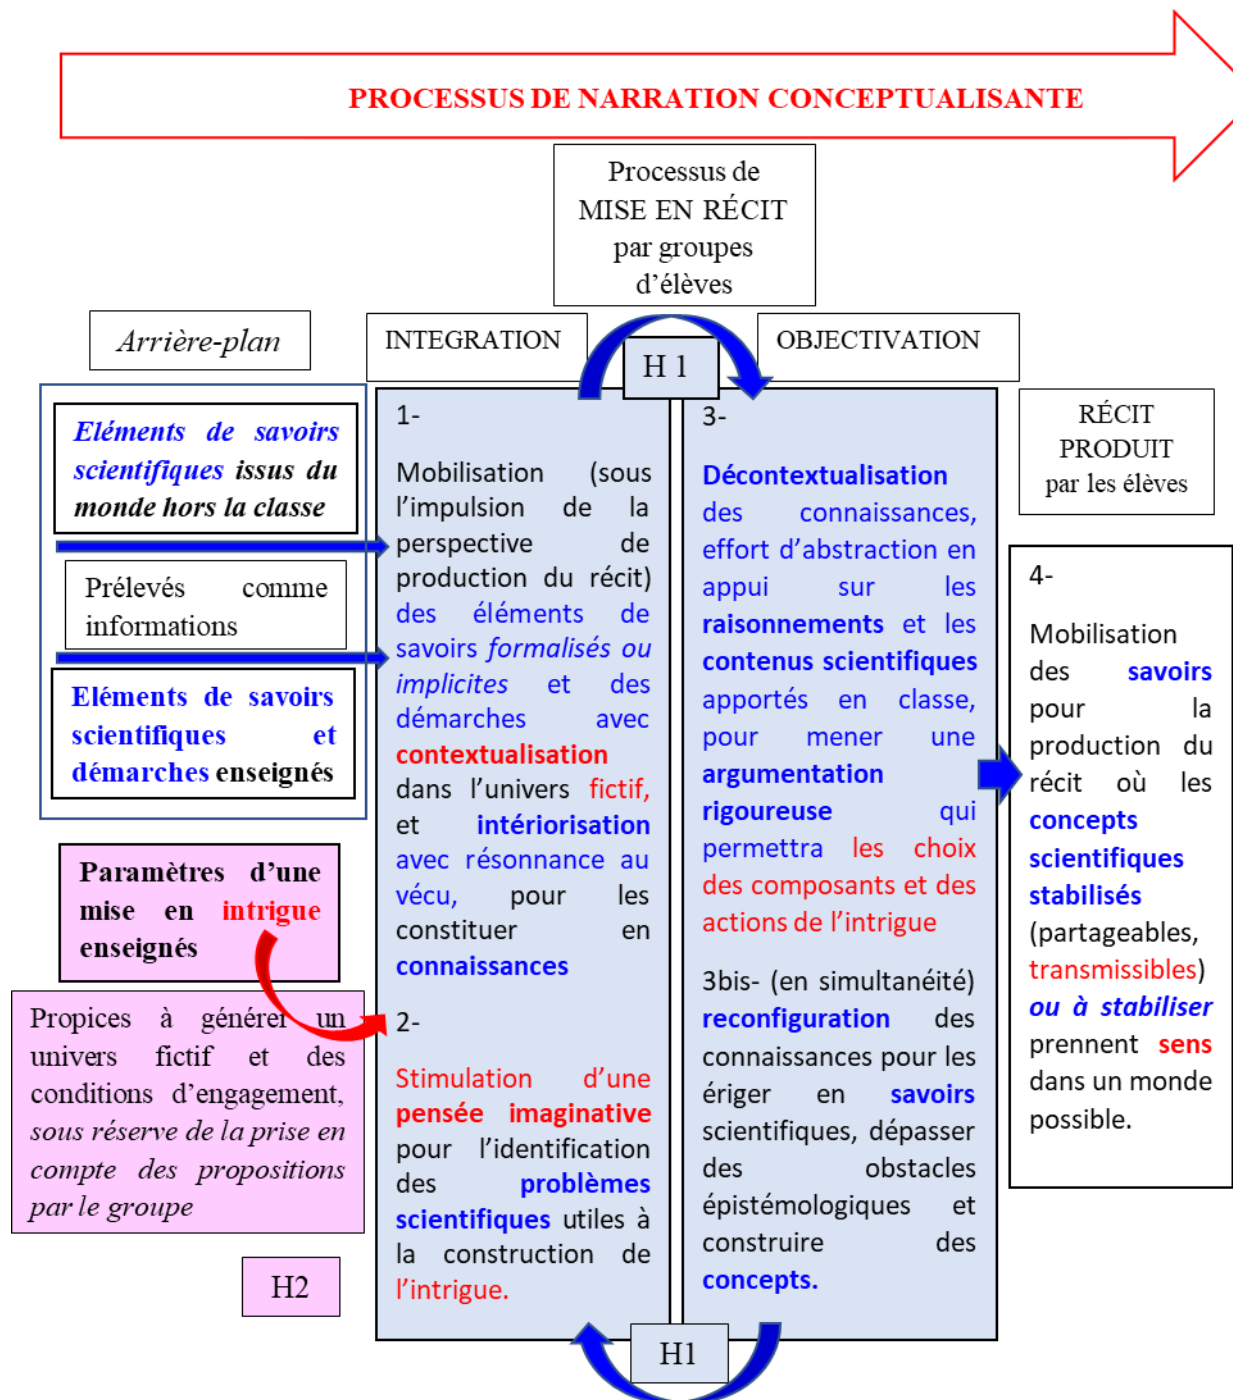 PROCESSUS DE NARRATION CONCEPTUALISANTE
Processus de
MISE EN RÉCIT
par groupes
d'élèves
Arrière-plan
INTEGRATION
H 1
OBJECTIVATION
Eléments de savoirs
scientifiques issus du
monde hors la classe
Prélevés comme
informations
Eléments de savoirs
scientifiques et
démarches enseignés
Paramètres d'une
mise en intrigue
enseignés
Propices à générer un
univers fictif et des
conditions d'engagement,
sous réserve de la prise en
compte des propositions
par le groupe
H2
1-
Mobilisation (sous
l'impulsion de la
perspective de
production du récit)
des éléments de
savoirs formalisés ou
implicites et des
démarches avec
contextualisation
dans l'univers fictif,
et intériorisation
avec résonnance au
vécu, pour les
constituer en
connaissances
2-
Stimulation d'une
pensée imaginative
pour l'identification
des problèmes
scientifiques utiles à
la construction de
l'intrigue.
3-
Décontextualisation
des connaissances,
effort d'abstraction en
appui sur les
raisonnements et les
contenus scientifiques
apportés en classe,
pour mener une
argumentation
rigoureuse qui
permettra les choix
des composants et des
actions de l'intrigue
3bis- (en simultanéité)
reconfiguration des
connaissances pour les
ériger en savoirs
scientifiques, dépasser
des obstacles
épistémologiques et
construire des
concepts.
H1
RÉCIT
PRODUIT
par les élèves
4-
Mobilisation
des savoirs
pour la
production du
récit où les
concepts
scientifiques
stabilisés
(partageables,
transmissibles)
ou à stabiliser
prennent sens
dans un monde
possible.